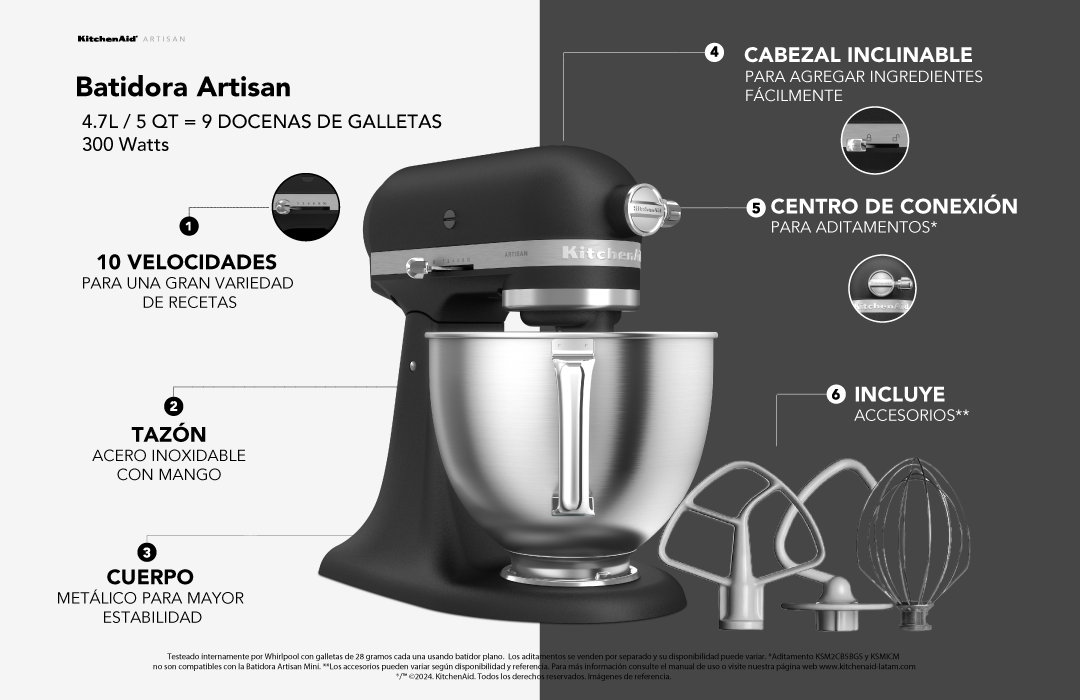 KitchenAid® ARTISAN
Batidora Artisan
4.7L / 5 QT = 9 DOCENAS DE GALLETAS
300 Watts
1
10 VELOCIDADES
PARA UNA GRAN VARIEDAD
DE RECETAS
2
TAZÓN
ACERO INOXIDABLE
CON MANGO
3
CUERPO
METÁLICO PARA MAYOR
ESTABILIDAD
4
CABEZAL INCLINABLE
PARA AGREGAR INGREDIENTES
FÁCILMENTE
5
CENTRO DE CONEXIÓN
PARA ADITAMENTOS*
KitchenAid
KitchenAid
ARTISAN
KitchenAid
6
INCLUYE
ACCESORIOS**
Testeado internamente por Whirlpool con galletas de 28 gramos cada una usando batidor plano. Los aditamentos se venden por separado y su disponibilidad puede variar. *Aditamento KSM2CB5BGS y KSMICM
no son compatibles con la Batidora Artisan Mini. **Los accesorios pueden variar según disponibilidad y referencia. Para más información consulte el manual de uso o visite nuestra página web www.kitchenaid-latam.com
®/™ ©2024. KitchenAid. Todos los derechos reservados. Imágenes de referencia.